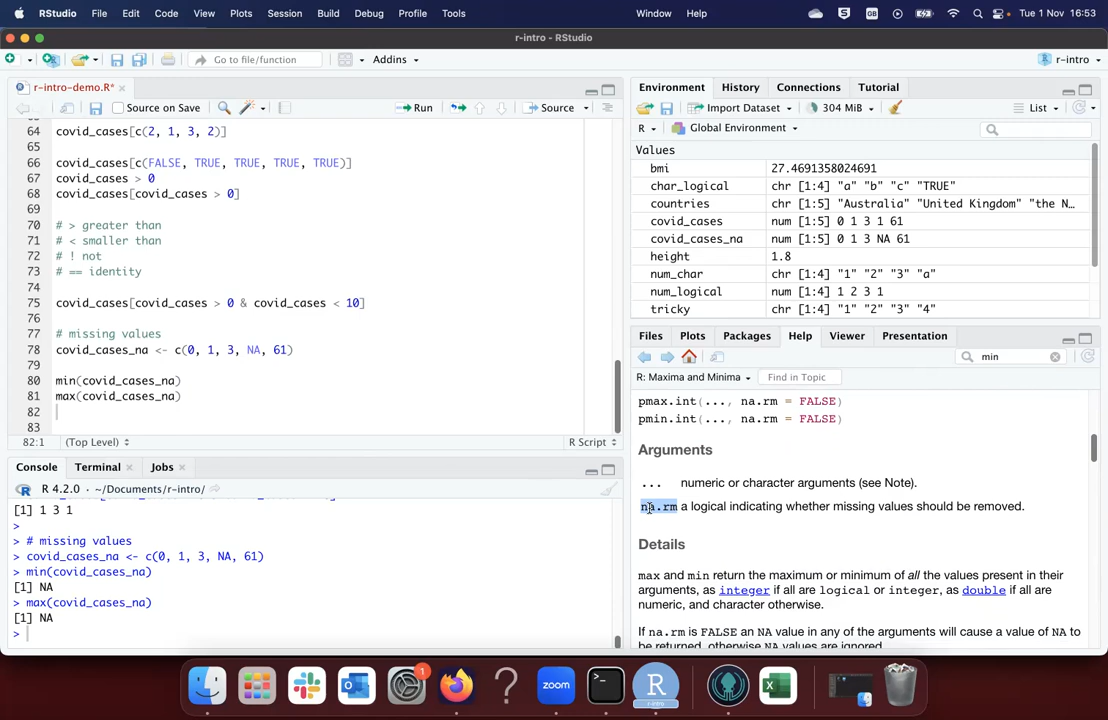 RStudio File Edit Code View Plots Session Build Debug Profile Tools Window Help Tue 1 Nov 16:53
r-intro - RStudio
Go to file/function Addins r-intro
r-intro-demo.R*
Source on Save Run Source
64 covid_cases[c(2, 1, 3, 2)]
65
66 covid_cases[c(FALSE, TRUE, TRUE, TRUE, TRUE)]
67 covid_cases > 0
68 covid_cases[covid_cases > 0]
69
70 # > greater than
71 # < smaller than
72 # ! not
73 # == identity
74
75 covid_cases[covid_cases > 0 & covid_cases < 10]
76
77 # missing values
78 covid_cases_na <- c(0, 1, 3, NA, 61)
79
80 min(covid_cases_na)
81 max(covid_cases_na)
82
83
82:1 (Top Level) R Script
Console Terminal Jobs
R 4.2.0 · ~/Documents/r-intro/
[1] 1 3 1
>
> # missing values
> covid_cases_na <- c(0, 1, 3, NA, 61)
> min(covid_cases_na)
[1] NA
> max(covid_cases_na)
[1] NA
>
Environment History Connections Tutorial
Import Dataset 304 MiB List
R Global Environment
Values
bmi 27.4691358024691
char_logical chr [1:4] "a" "b" "c" "TRUE"
countries chr [1:5] "Australia" "United Kingdom" "the N…
covid_cases num [1:5] 0 1 3 1 61
covid_cases_na num [1:5] 0 1 3 NA 61
height 1.8
num_char chr [1:4] "1" "2" "3" "a"
num_logical num [1:4] 1 2 3 1
tricky chr [1:4] "1" "2" "3" "4"
Files Plots Packages Help Viewer Presentation
min
R: Maxima and Minima Find in Topic
pmax.int(..., na.rm = FALSE)
pmin.int(..., na.rm = FALSE)
Arguments
... numeric or character arguments (see Note).
na.rm a logical indicating whether missing values should be removed.
Details
max and min return the maximum or minimum of all the values present in their
arguments, as integer if all are logical or integer, as double if all are
numeric, and character otherwise.
If na.rm is FALSE an NA value in any of the arguments will cause a value of NA to
be returned, otherwise NA values are ignored.
1
zoom
R
r-intro
X